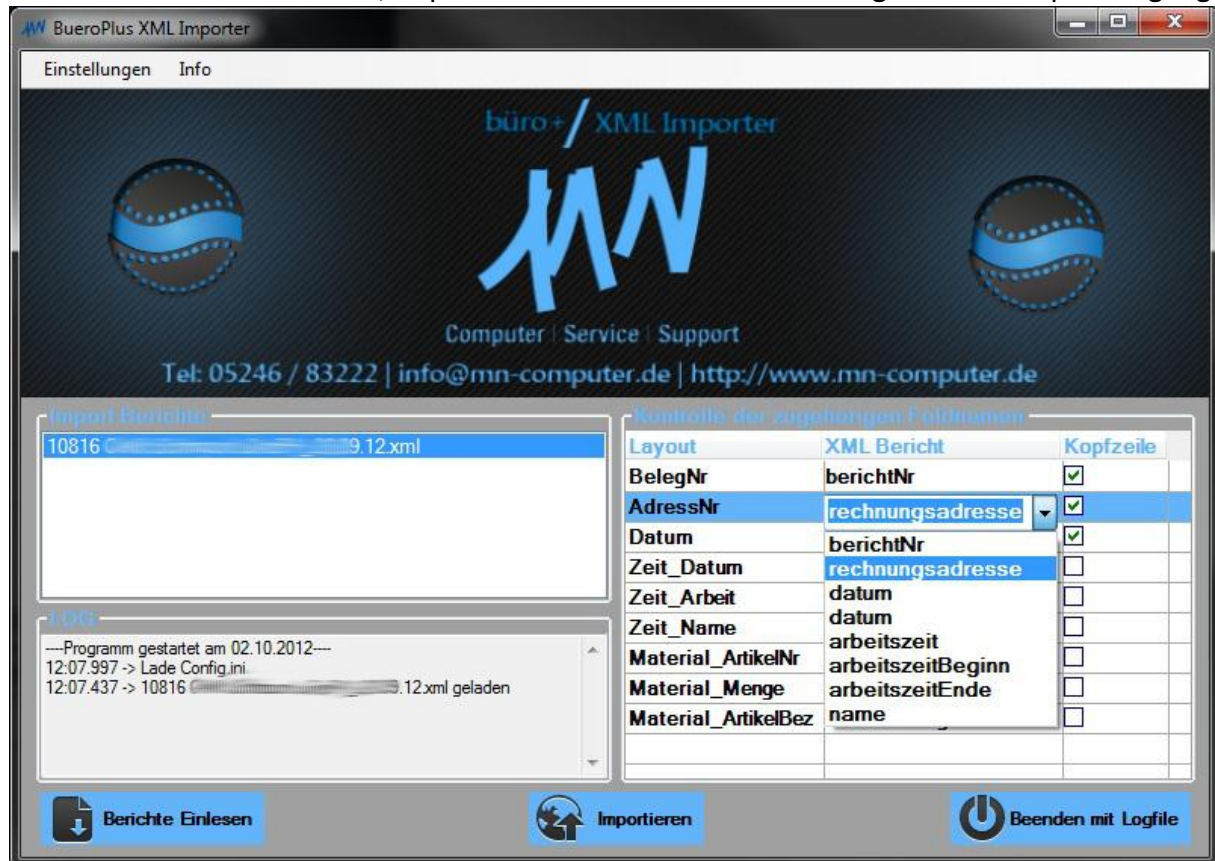 BueroPlus XML Importer
Einstellungen Info
büro+/ XML Importer
MN
Computer | Service | Support
Tel: 05246 / 83222 | info@mn-computer.de | http://www.mn-computer.de
Import Berichte
10816 9.12.xml
LOG
----Programm gestartet am 02.10.2012----
12:07.997 -> Lade Config.ini
12:07.437 -> 10816 .12.xml geladen
Kontrolle der zugehörigen Feldnamen
Layout XML Bericht Kopfzeile
BelegNr berichtNr
AdressNr rechnungsadresse
Datum
Zeit_Datum
Zeit_Arbeit
Zeit_Name
Material_ArtikelNr
Material_Menge
Material_ArtikelBez
berichtNr
rechnungsadresse
datum
datum
arbeitszeit
arbeitszeitBeginn
arbeitszeitEnde
name
Berichte Einlesen
Importieren
Beenden mit Logfile